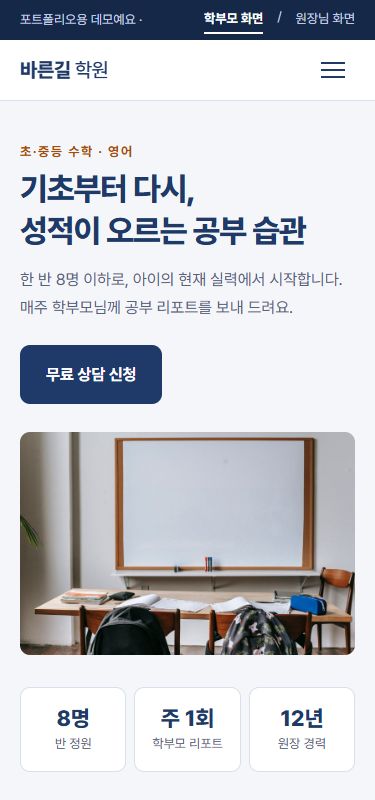 포트폴리오용 데모예요 · 학부모 화면 / 원장님 화면
바른길 학원
초·중등 수학 · 영어
기초부터 다시,
성적이 오르는 공부 습관
한 반 8명 이하로, 아이의 현재 실력에서 시작합니다.
매주 학부모님께 공부 리포트를 보내 드려요.
무료 상담 신청
8명 주 1회 12년
반 정원 학부모 리포트 원장 경력